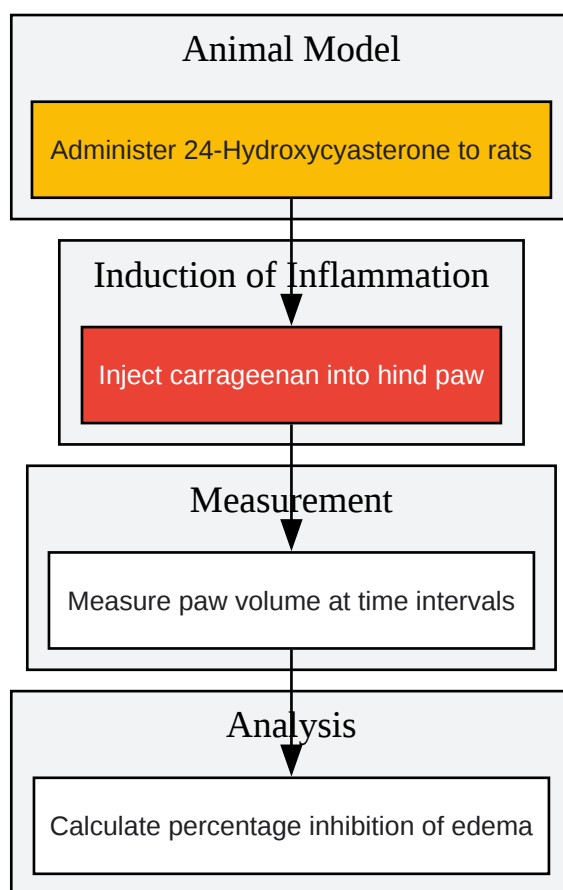 Animal Model
Administer 24-Hydroxycyasterone to rats
Induction of Inflammation
Inject carrageenan into hind paw
Measurement
Measure paw volume at time intervals
Analysis
Calculate percentage inhibition of edema